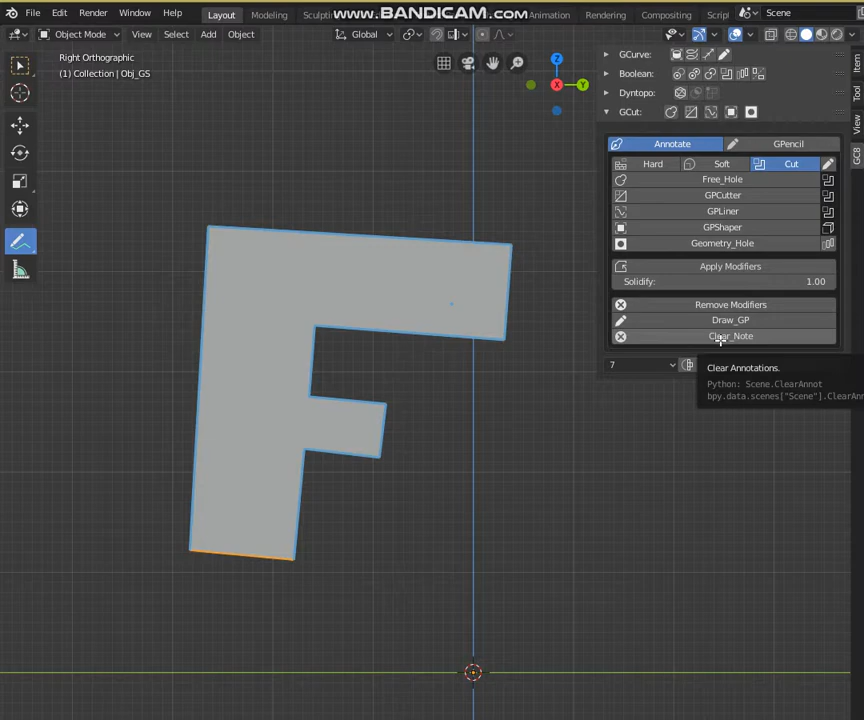 File Edit Render Window Help Layout Modeling Sculpti www.BANDICAM.com Animation Rendering Compositing Script Scene
Object Mode View Select Add Object Global
Right Orthographic
(1) Collection | Obj_GS
Z
X Y
GCurve:
Boolean:
Dyntopo:
GCut:
Annotate GPencil
Hard Soft Cut
Free_Hole
GPCutter
GPLiner
GPShaper
Geometry_Hole
Apply Modifiers
Solidify: 1.00
Remove Modifiers
Draw_GP
Clear_Note
7
Clear Annotations.
Python: Scene.ClearAnnot
bpy.data.scenes["Scene"].ClearAnr
Item
Tool
View
GC8